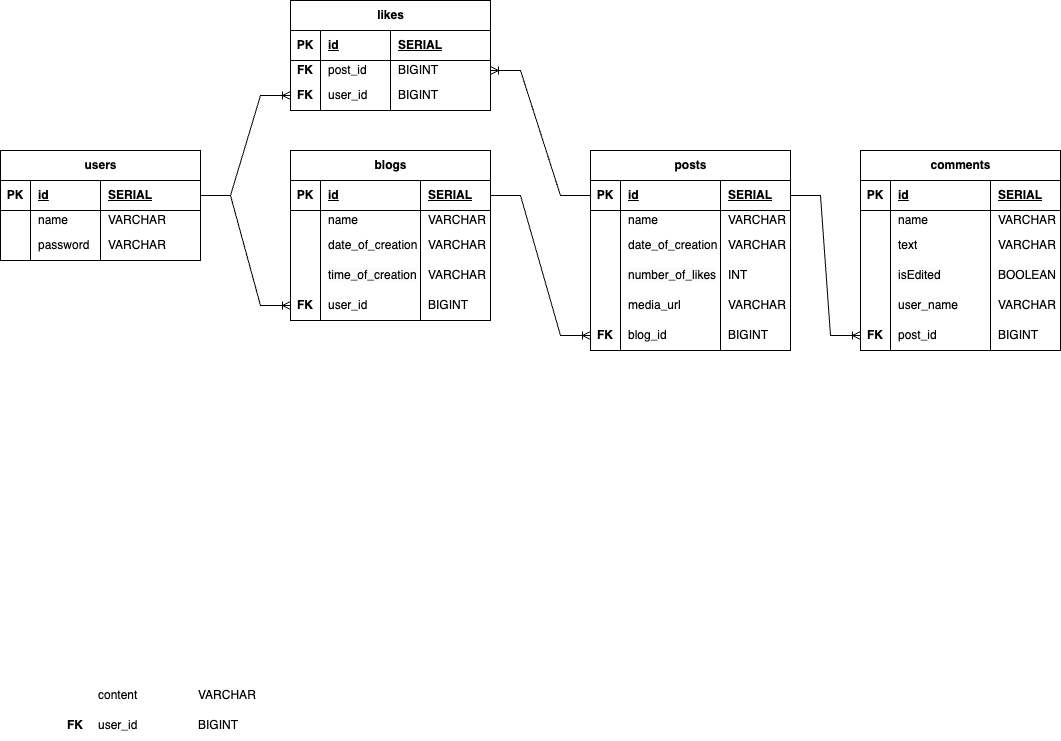 likes
PK id SERIAL
FK post_id BIGINT
FK user_id BIGINT
users
PK id SERIAL
name VARCHAR
password VARCHAR
blogs
PK id SERIAL
name VARCHAR
date_of_creation VARCHAR
time_of_creation VARCHAR
FK user_id BIGINT
posts
PK id SERIAL
name VARCHAR
date_of_creation VARCHAR
number_of_likes INT
media_url VARCHAR
FK blog_id BIGINT
comments
PK id SERIAL
name VARCHAR
text VARCHAR
isEdited BOOLEAN
user_name VARCHAR
FK post_id BIGINT
content VARCHAR
FK user_id BIGINT